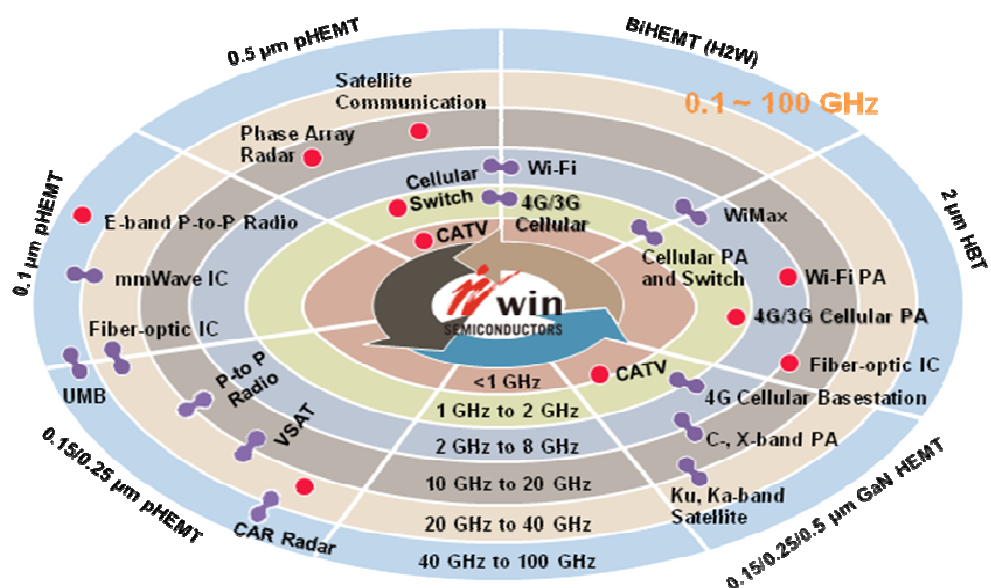 0.5 µm pHEMT
BiHEMT (H2W)
0.1 ~ 100 GHz
Satellite
Communication
Phase Array
Radar
Cellular
Switch
Wi-Fi
4G/3G
Cellular
CATV
WiMax
2 µm HBT
0.1 µm pHEMT
E-band P-to-P Radio
mmWave IC
Cellular PA
and Switch
Wi-Fi PA
4G/3G Cellular PA
win
SEMICONDUCTORS
Fiber-optic IC
UMB
P-to P
Radio
VSAT
CAR Radar
0.15/0.25 µm pHEMT
CATV
Fiber-optic IC
4G Cellular Basestation
C-, X-band PA
Ku, Ka-band
Satellite
0.15/0.25/0.5 µm GaN HEMT
<1 GHz
1 GHz to 2 GHz
2 GHz to 8 GHz
10 GHz to 20 GHz
20 GHz to 40 GHz
40 GHz to 100 GHz